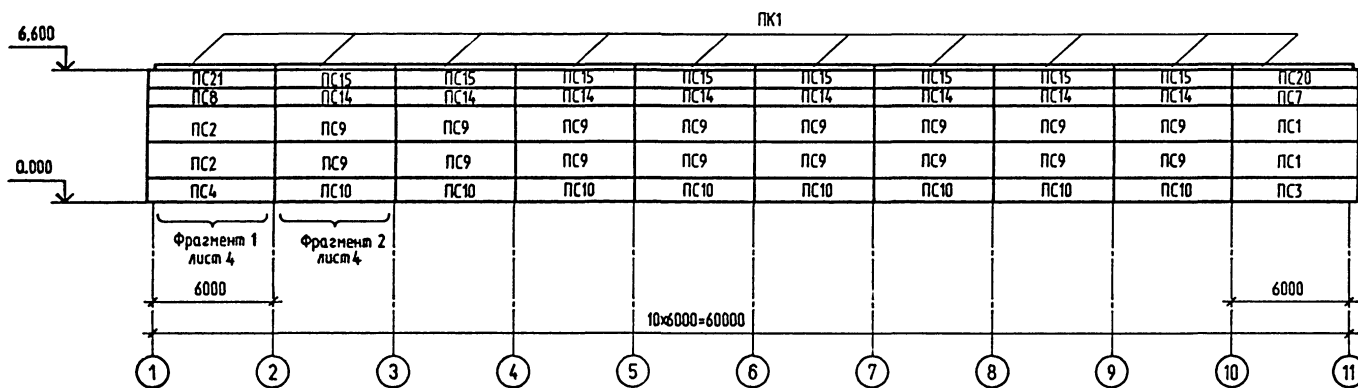 ПК1
6,600
ПС21 ПС15 ПС15 ПС15 ПС15 ПС15 ПС15 ПС15 ПС15 ПС20
ПС8 ПС14 ПС14 ПС14 ПС14 ПС14 ПС14 ПС14 ПС14 ПС7
ПС2 ПС9 ПС9 ПС9 ПС9 ПС9 ПС9 ПС9 ПС9 ПС1
0.000
ПС2 ПС9 ПС9 ПС9 ПС9 ПС9 ПС9 ПС9 ПС9 ПС1
ПС4 ПС10 ПС10 ПС10 ПС10 ПС10 ПС10 ПС10 ПС10 ПС3
Фрагмент 1
лист 4
Фрагмент 2
лист 4
6000
6000
10x6000=60000
1 2 3 4 5 6 7 8 9 10 11